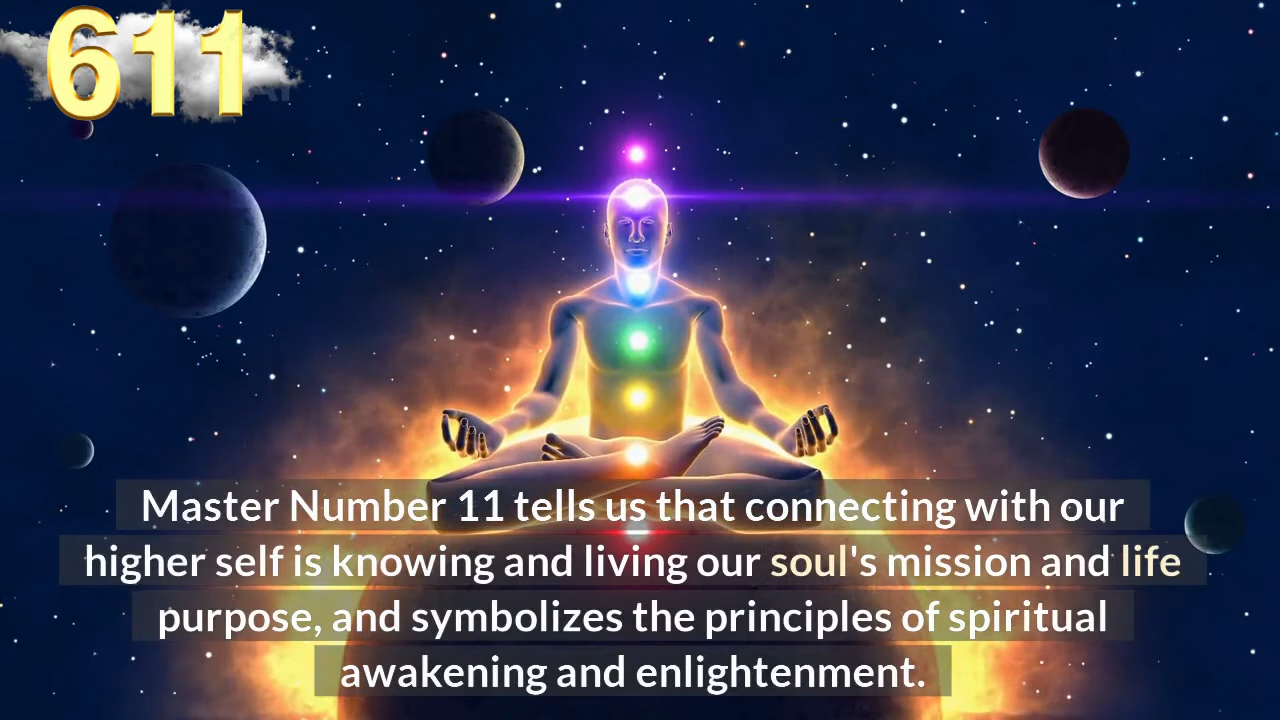 611
Master Number 11 tells us that connecting with our
higher self is knowing and living our soul's mission and life
purpose, and symbolizes the principles of spiritual
awakening and enlightenment.